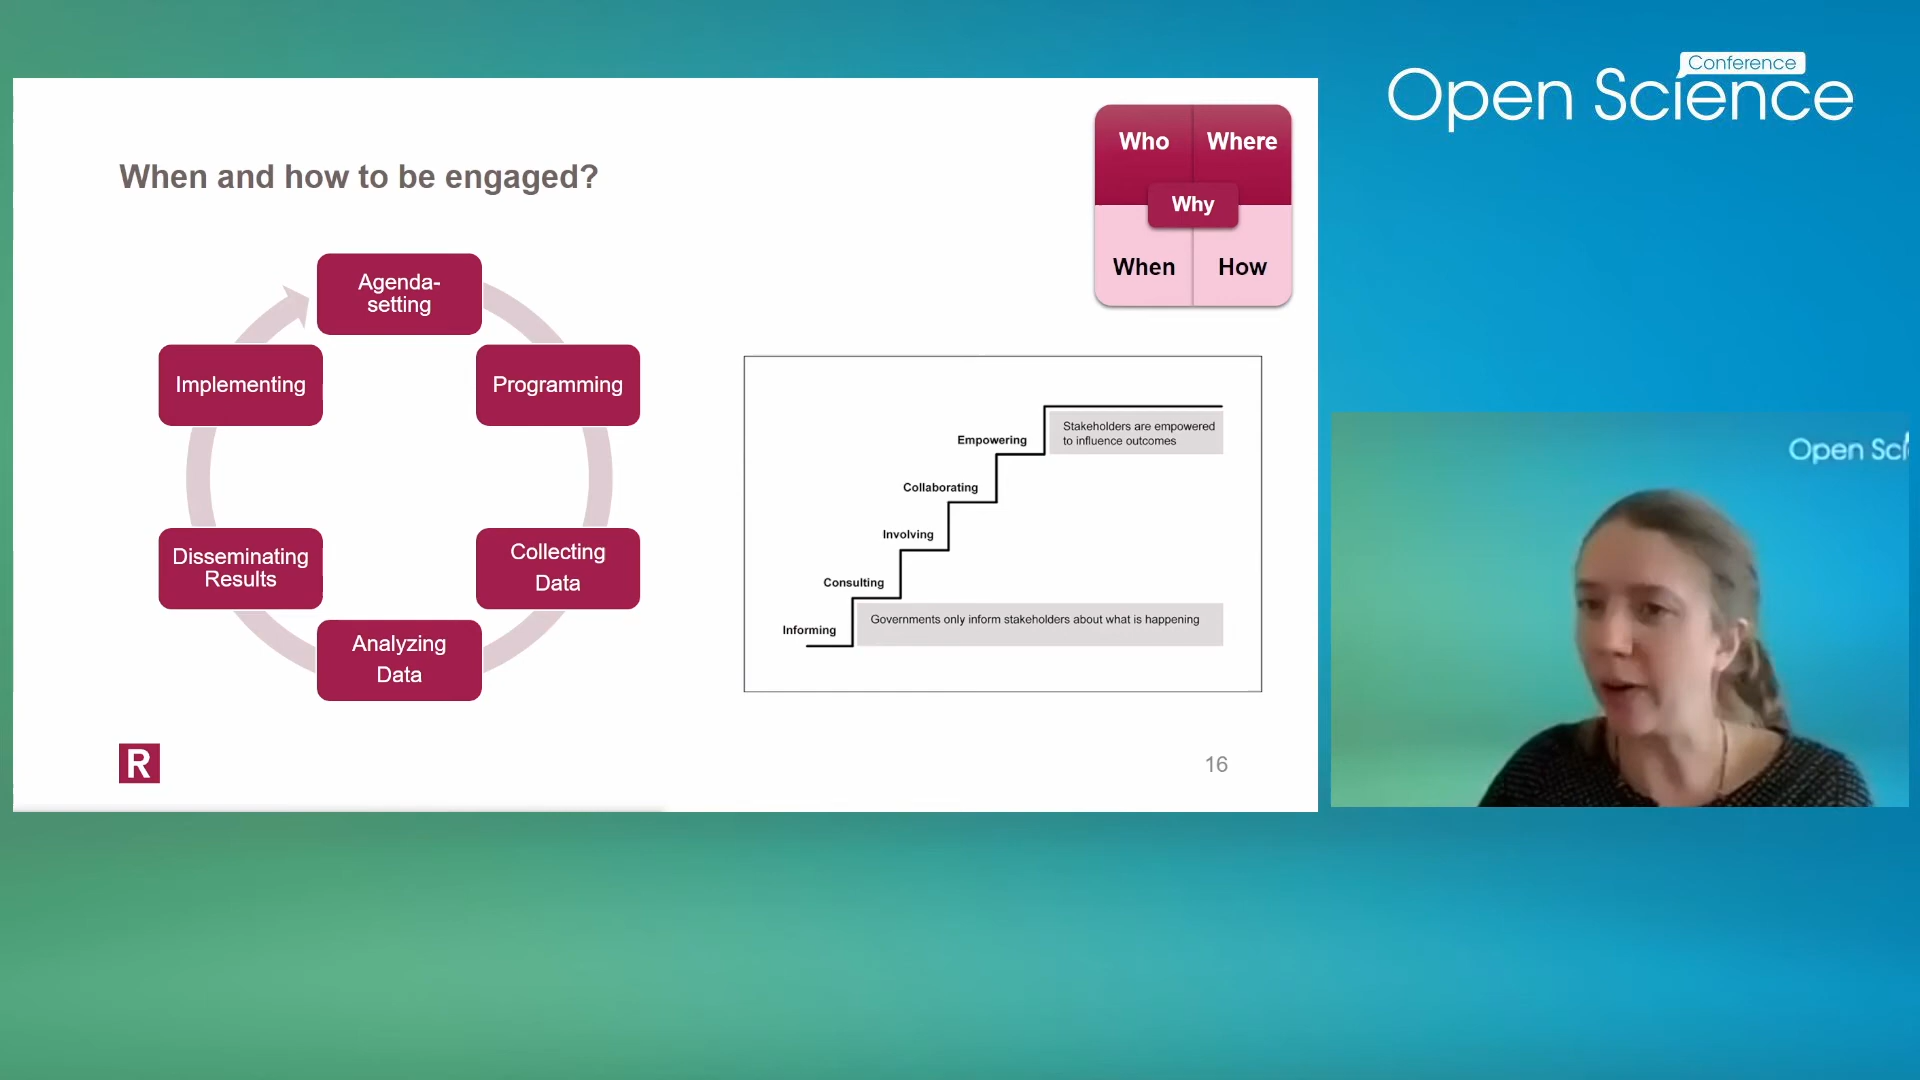 Conference
Open Science
When and how to be engaged?
Who
Where
Why
When
How
Agenda-
setting
Programming
Collecting
Data
Analyzing
Data
Disseminating
Results
Implementing
Stakeholders are empowered
to influence outcomes
Empowering
Collaborating
Involving
Consulting
Informing
Governments only inform stakeholders about what is happening
R
16
Open Sci